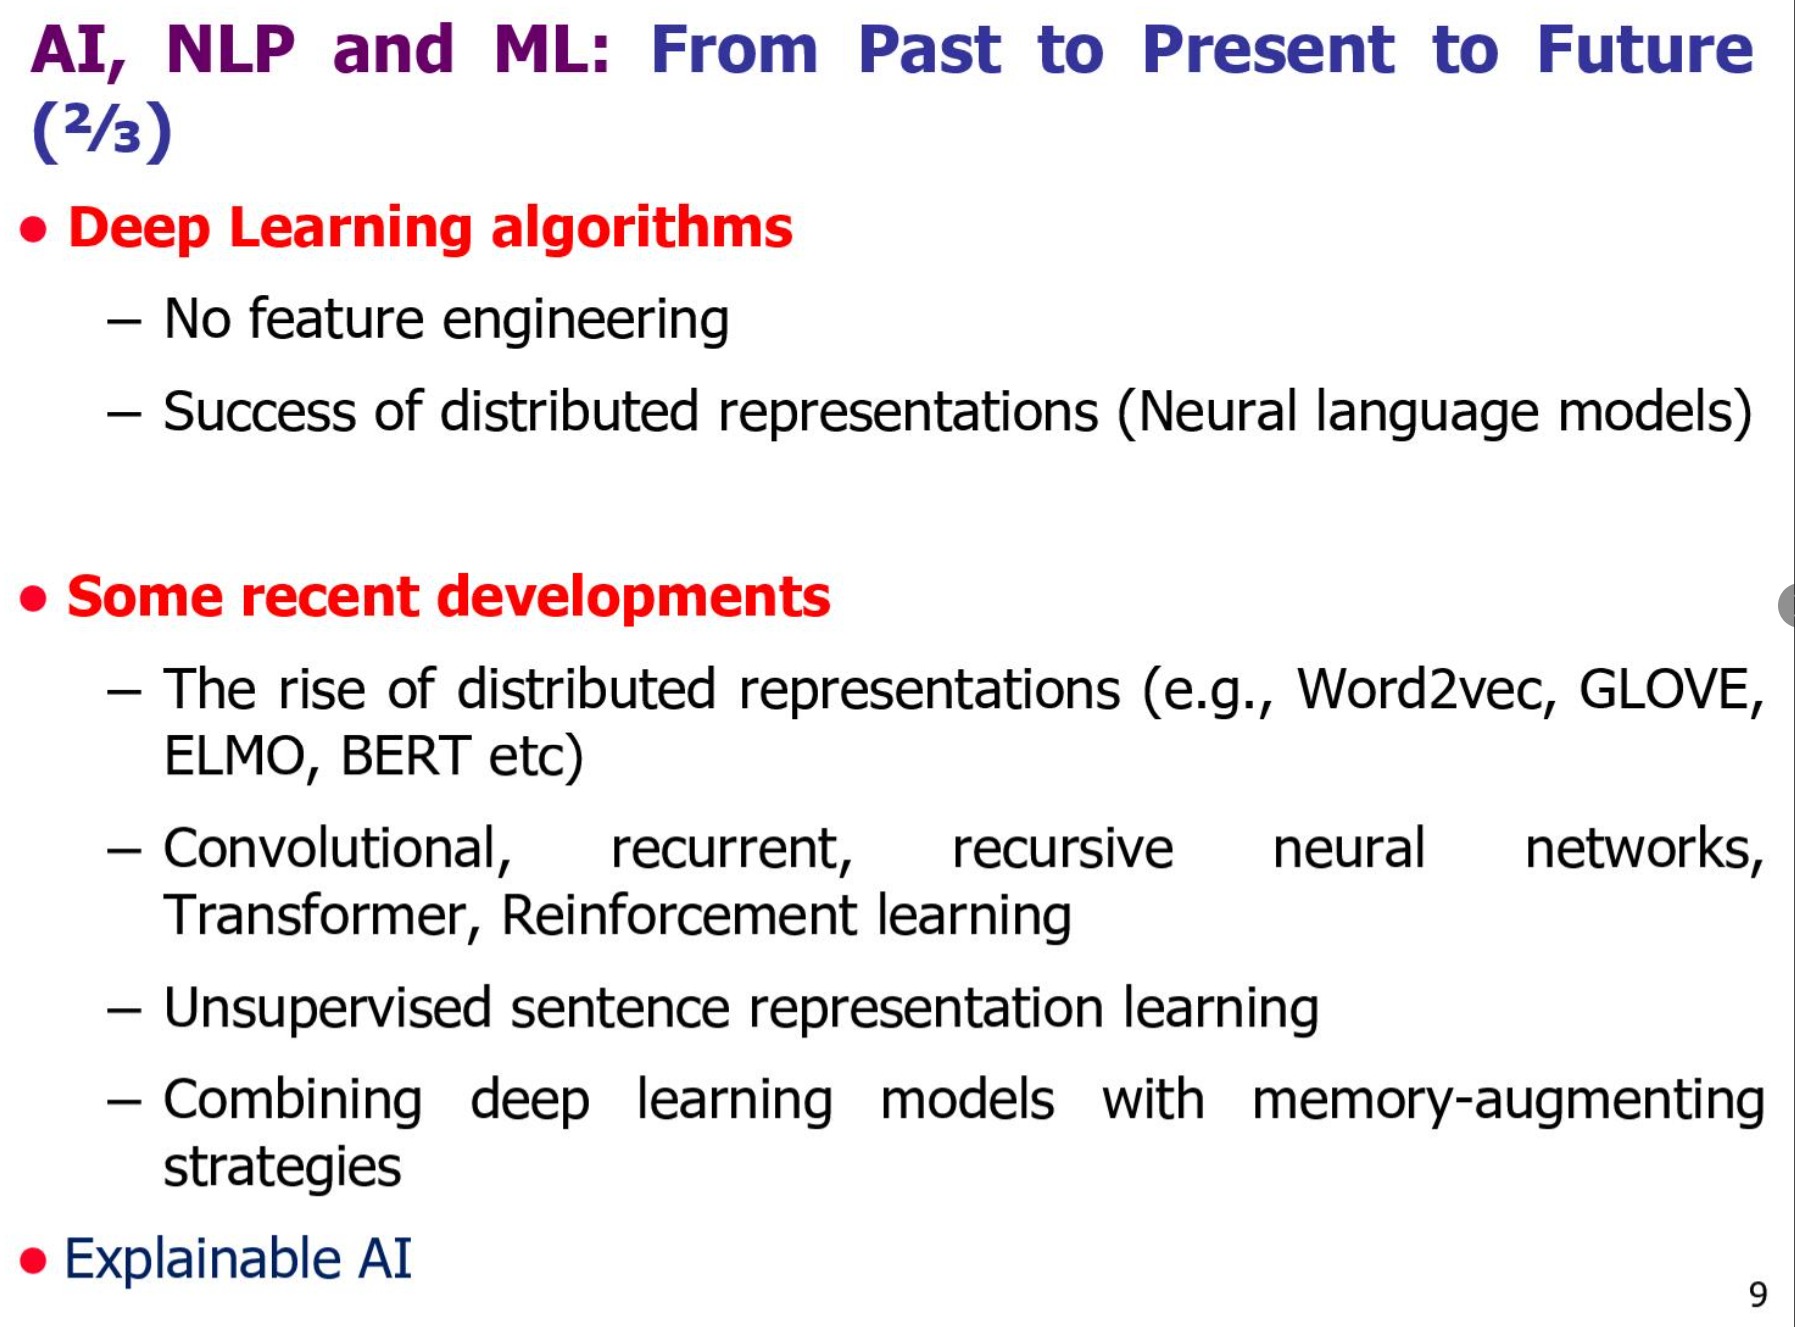 AI, NLP and ML: From Past to Present to Future
(⅔)
● Deep Learning algorithms
– No feature engineering
– Success of distributed representations (Neural language models)
● Some recent developments
– The rise of distributed representations (e.g., Word2vec, GLOVE,
ELMO, BERT etc)
– Convolutional, recurrent, recursive neural networks,
Transformer, Reinforcement learning
– Unsupervised sentence representation learning
– Combining deep learning models with memory-augmenting
strategies
● Explainable AI
9